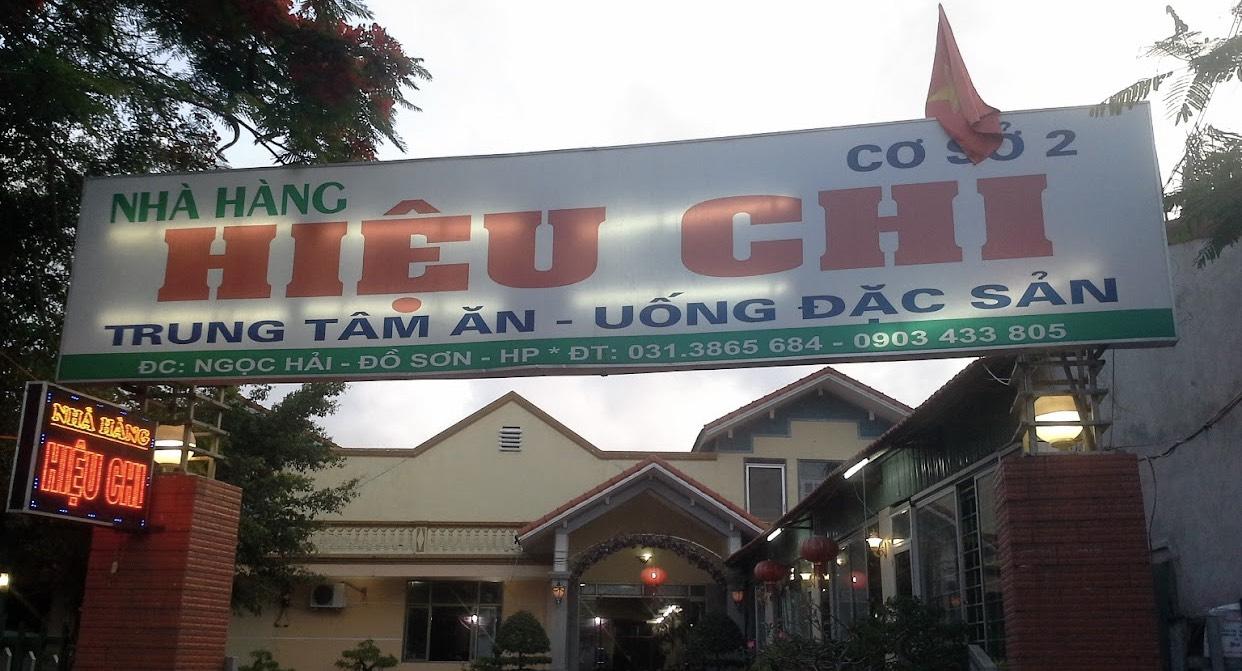 NHÀ HÀNG
CƠ SỞ 2
HIỆU CHI
TRUNG TÂM ĂN - UỐNG ĐẶC SẢN
ĐC: NGỌC HẢI - ĐỒ SƠN - HP * ĐT: 031.3865 684 - 0903 433 805
NHÀ HÀNG
HIỆU CHI